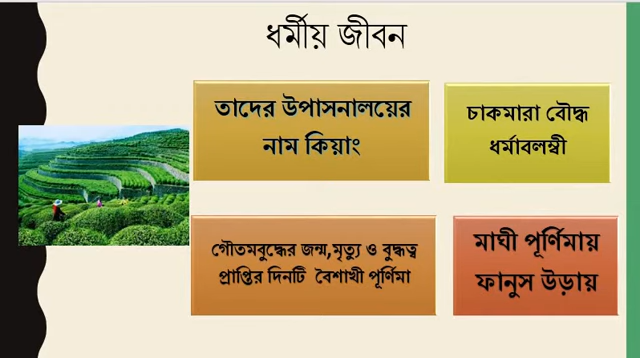 ধর্মীয় জীবন
তাদের উপাসনালয়ের
নাম কিয়াং
চাকমারা বৌদ্ধ
ধর্মাবলম্বী
গৌতমবুদ্ধের জন্ম,মৃত্যু ও বুদ্ধত্ব
প্রাপ্তির দিনটি বৈশাখী পূর্ণিমা
মাঘী পূর্ণিমায়
ফানুস উড়ায়